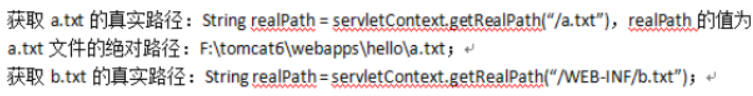 获取 a.txt 的真实路径：String realPath = servletContext.getRealPath(“/a.txt”)，realPath 的值为
a.txt 文件的绝对路径：F:\tomcat6\webapps\hello\a.txt；
获取 b.txt 的真实路径：String realPath = servletContext.getRealPath(“/WEB-INF/b.txt”)；